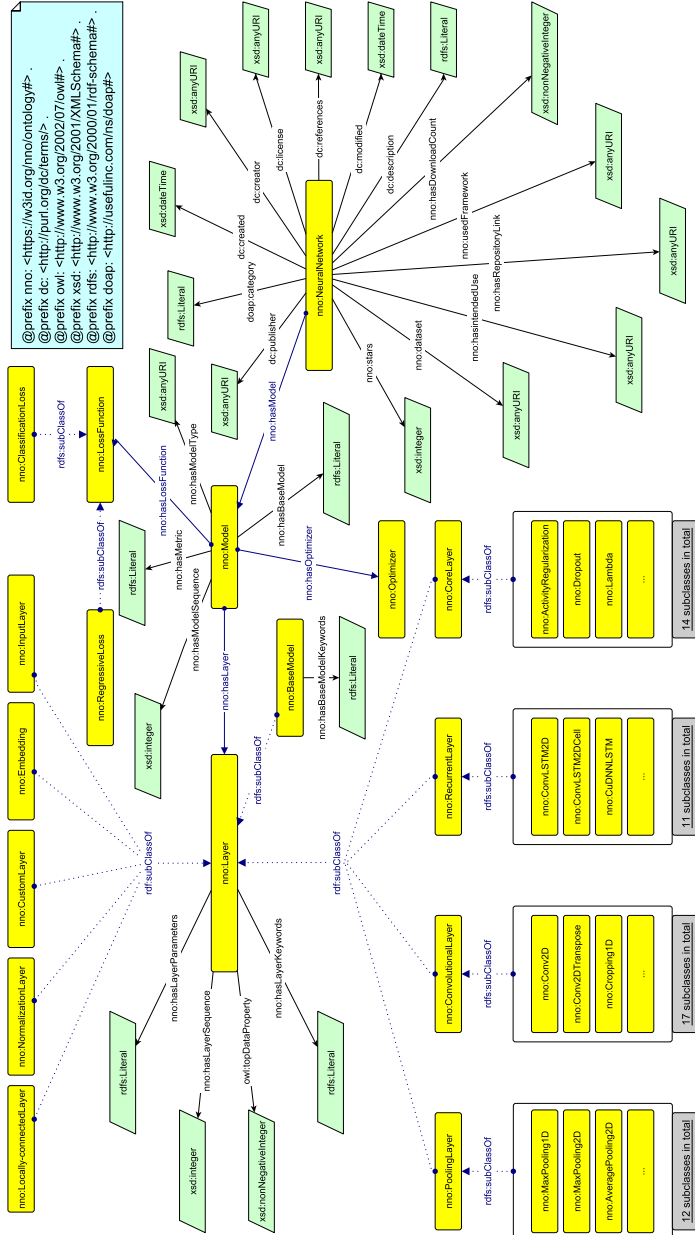 nno:Locally-connectedLayer
nno:NormalizationLayer
nno:CustomLayer
nno:Embedding
nno:InputLayer
nno:ClassificationLoss
@prefix nno: <https://w3id.org/nno/ontology#> .
@prefix dc: <http://purl.org/dc/terms/> .
@prefix owl: <http://www.w3.org/2002/07/owl#> .
@prefix xsd: <http://www.w3.org/2001/XMLSchema#> .
@prefix rdfs: <http://www.w3.org/2000/01/rdf-schema#> .
@prefix doap: <http://usefulinc.com/ns/doap#>
rdfs:subClassOf
nno:RegressiveLoss
rdfs:subClassOf
nno:LossFunction
rdfs:Literal
rdf:subClassOf
xsd:integer
rdfs:Literal
nno:hasLossFunction
xsd:anyURI
xsd:dateTime
nno:hasLayerParameters
nno:hasMetric
nno:hasModelType
rdfs:Literal
xsd:anyURI
xsd:integer
nno:hasLayerSequence
nno:hasModelSequence
xsd:anyURI
nno:Layer
nno:hasLayer
nno:Model
dc:created
dc:creator
xsd:anyURI
doap:category
owl:topDataProperty
xsd:nonNegativeInteger
rdfs:subClassOf
nno:hasModel
dc:publisher
dc:license
nno:hasLayerKeywords
nno:BaseModel
nno:hasBaseModel
nno:hasOptimizer
nno:NeuralNetwork
dc:references
xsd:anyURI
rdfs:Literal
nno:hasBaseModelKeywords
rdfs:Literal
rdfs:Literal
rdf:subClassOf
nno:stars
dc:modified
xsd:dateTime
nno:Optimizer
xsd:integer
nno:dataset
dc:description
rdfs:Literal
nno:PoolingLayer
nno:ConvolutionalLayer
nno:RecurrentLayer
nno:CoreLayer
nno:hasDownloadCount
xsd:nonNegativeInteger
rdfs:subClassOf
rdfs:subClassOf
rdfs:subClassOf
rdfs:subClassOf
xsd:anyURI
nno:hasintendedUse
nno:usedFramework
nno:hasRepositoryLink
xsd:anyURI
xsd:anyURI
xsd:anyURI
nno:MaxPooling1D
nno:MaxPooling2D
nno:AveragePooling2D
...
12 subclasses in total
nno:Conv2D
nno:Conv2DTranspose
nno:Cropping1D
...
17 subclasses in total
nno:ConvLSTM2D
nno:ConvLSTM2DCell
nno:CuDNNLSTM
...
11 subclasses in total
nno:ActivityRegularization
nno:Dropout
nno:Lambda
...
14 subclasses in total